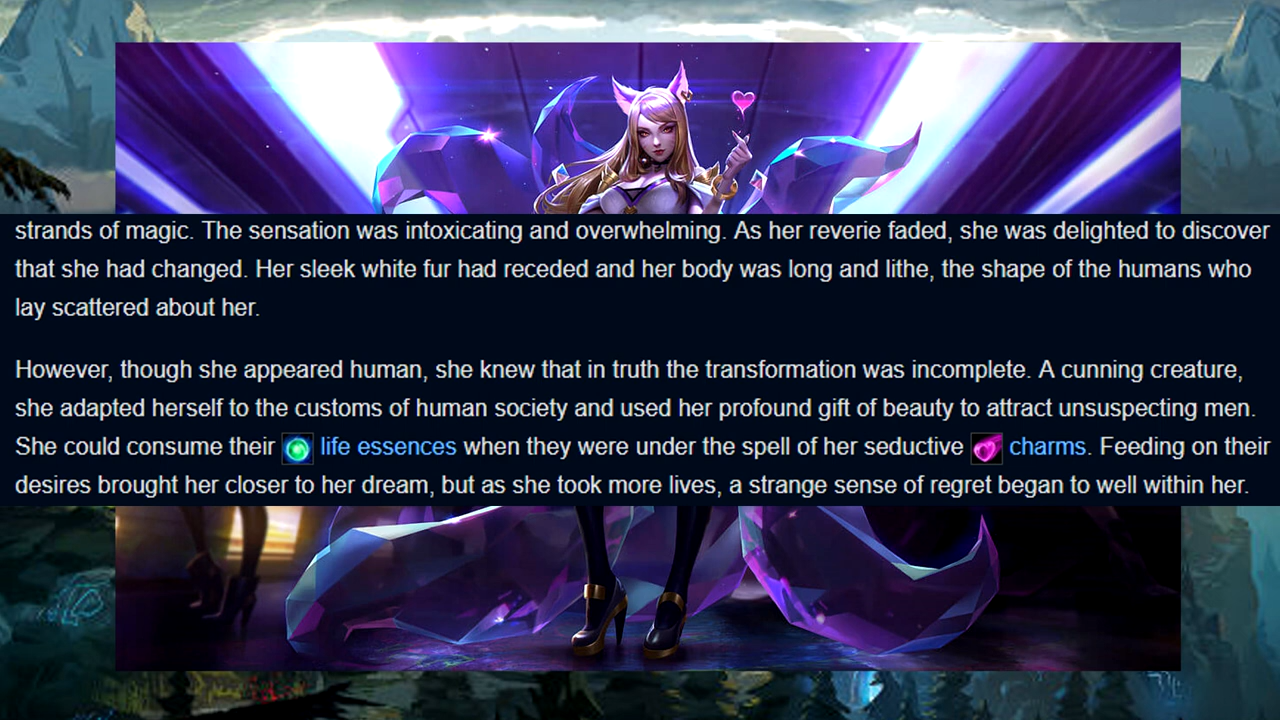 strands of magic. The sensation was intoxicating and overwhelming. As her reverie faded, she was delighted to discover
that she had changed. Her sleek white fur had receded and her body was long and lithe, the shape of the humans who
lay scattered about her.
However, though she appeared human, she knew that in truth the transformation was incomplete. A cunning creature,
she adapted herself to the customs of human society and used her profound gift of beauty to attract unsuspecting men.
She could consume their life essences when they were under the spell of her seductive charms. Feeding on their
desires brought her closer to her dream, but as she took more lives, a strange sense of regret began to well within her.